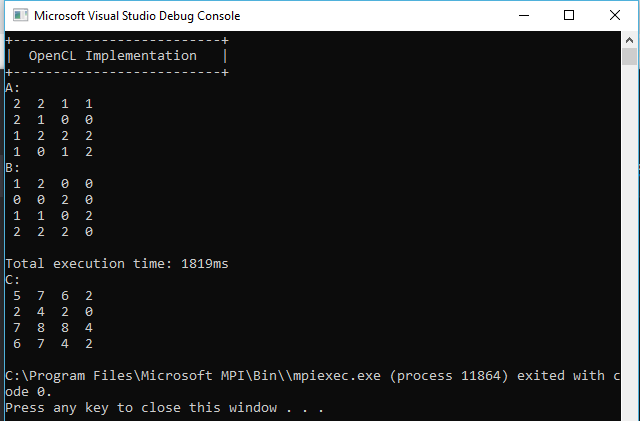 Microsoft Visual Studio Debug Console
+--------------------------+
|  OpenCL Implementation   |
+--------------------------+
A:
 2  2  1  1
 2  1  0  0
 1  2  2  2
 1  0  1  2
B:
 1  2  0  0
 0  0  2  0
 1  1  0  2
 2  2  2  0

Total execution time: 1819ms
C:
 5  7  6  2
 2  4  2  0
 7  8  8  4
 6  7  4  2

C:\Program Files\Microsoft MPI\Bin\\mpiexec.exe (process 11864) exited with c
ode 0.
Press any key to close this window . . .